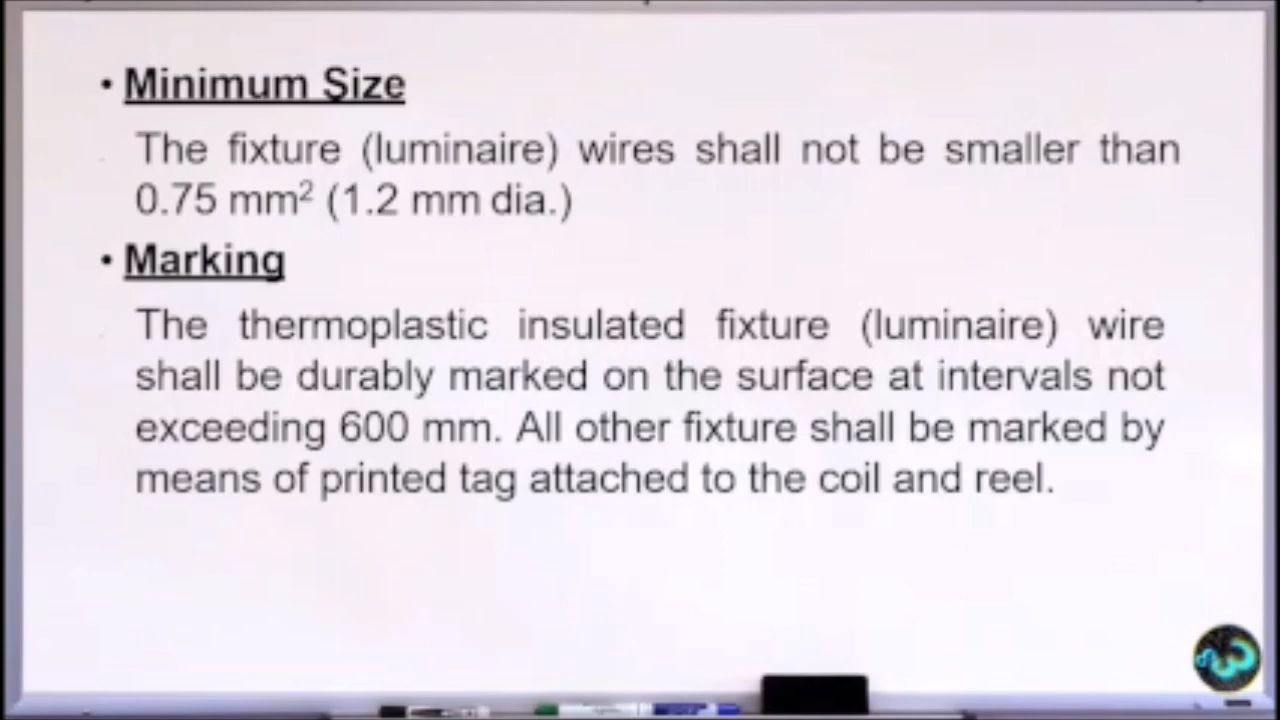 • Minimum Size
The fixture (luminaire) wires shall not be smaller than
0.75 mm² (1.2 mm dia.)
• Marking
The thermoplastic insulated fixture (luminaire) wire
shall be durably marked on the surface at intervals not
exceeding 600 mm. All other fixture shall be marked by
means of printed tag attached to the coil and reel.